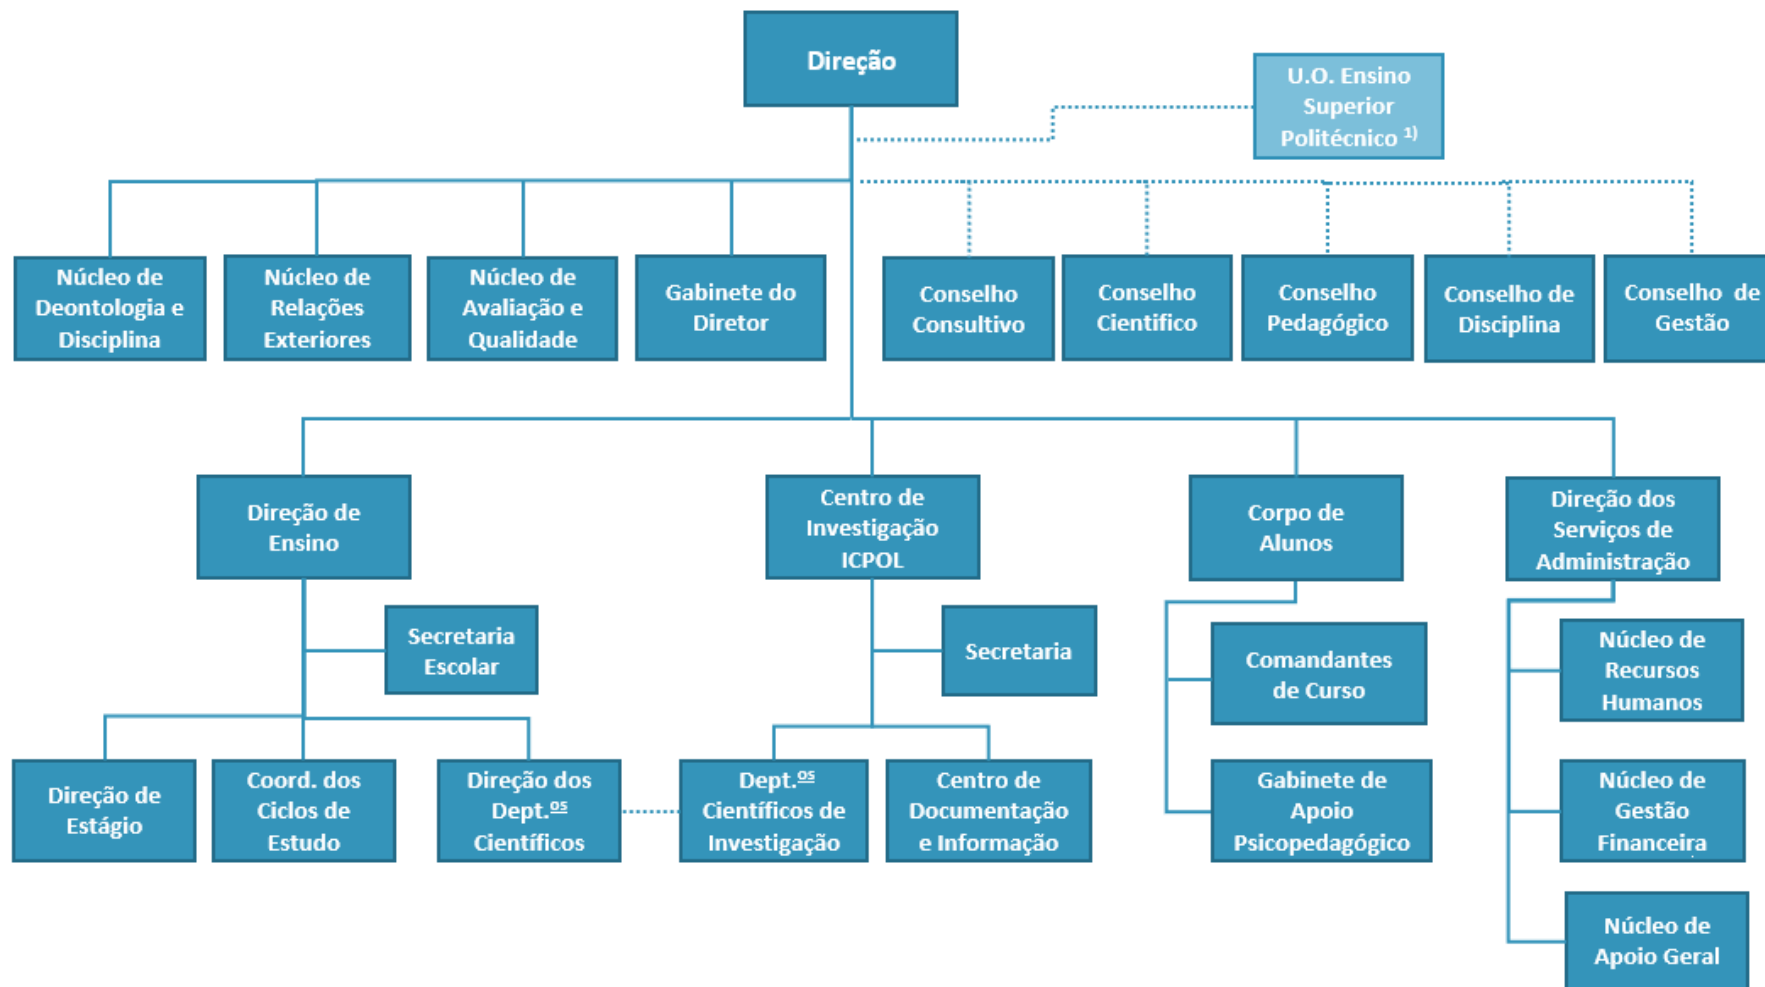 Direção
U.O. Ensino
Superior
Politécnico ¹⁾
Núcleo de
Deontologia e
Disciplina
Núcleo de
Relações
Exteriores
Núcleo de
Avaliação e
Qualidade
Gabinete do
Diretor
Conselho
Consultivo
Conselho
Cientifico
Conselho
Pedagógico
Conselho de
Disciplina
Conselho de
Gestão
Direção de
Ensino
Centro de
Investigação
ICPOL
Corpo de
Alunos
Direção dos
Serviços de
Administração
Secretaria
Escolar
Secretaria
Comandantes
de Curso
Núcleo de
Recursos
Humanos
Direção de
Estágio
Coord. dos
Ciclos de
Estudo
Direção dos
Dept.os
Científicos
Dept.os
Científicos de
Investigação
Centro de
Documentação
e Informação
Gabinete de
Apoio
Psicopedagógico
Núcleo de
Gestão
Financeira
Núcleo de
Apoio Geral